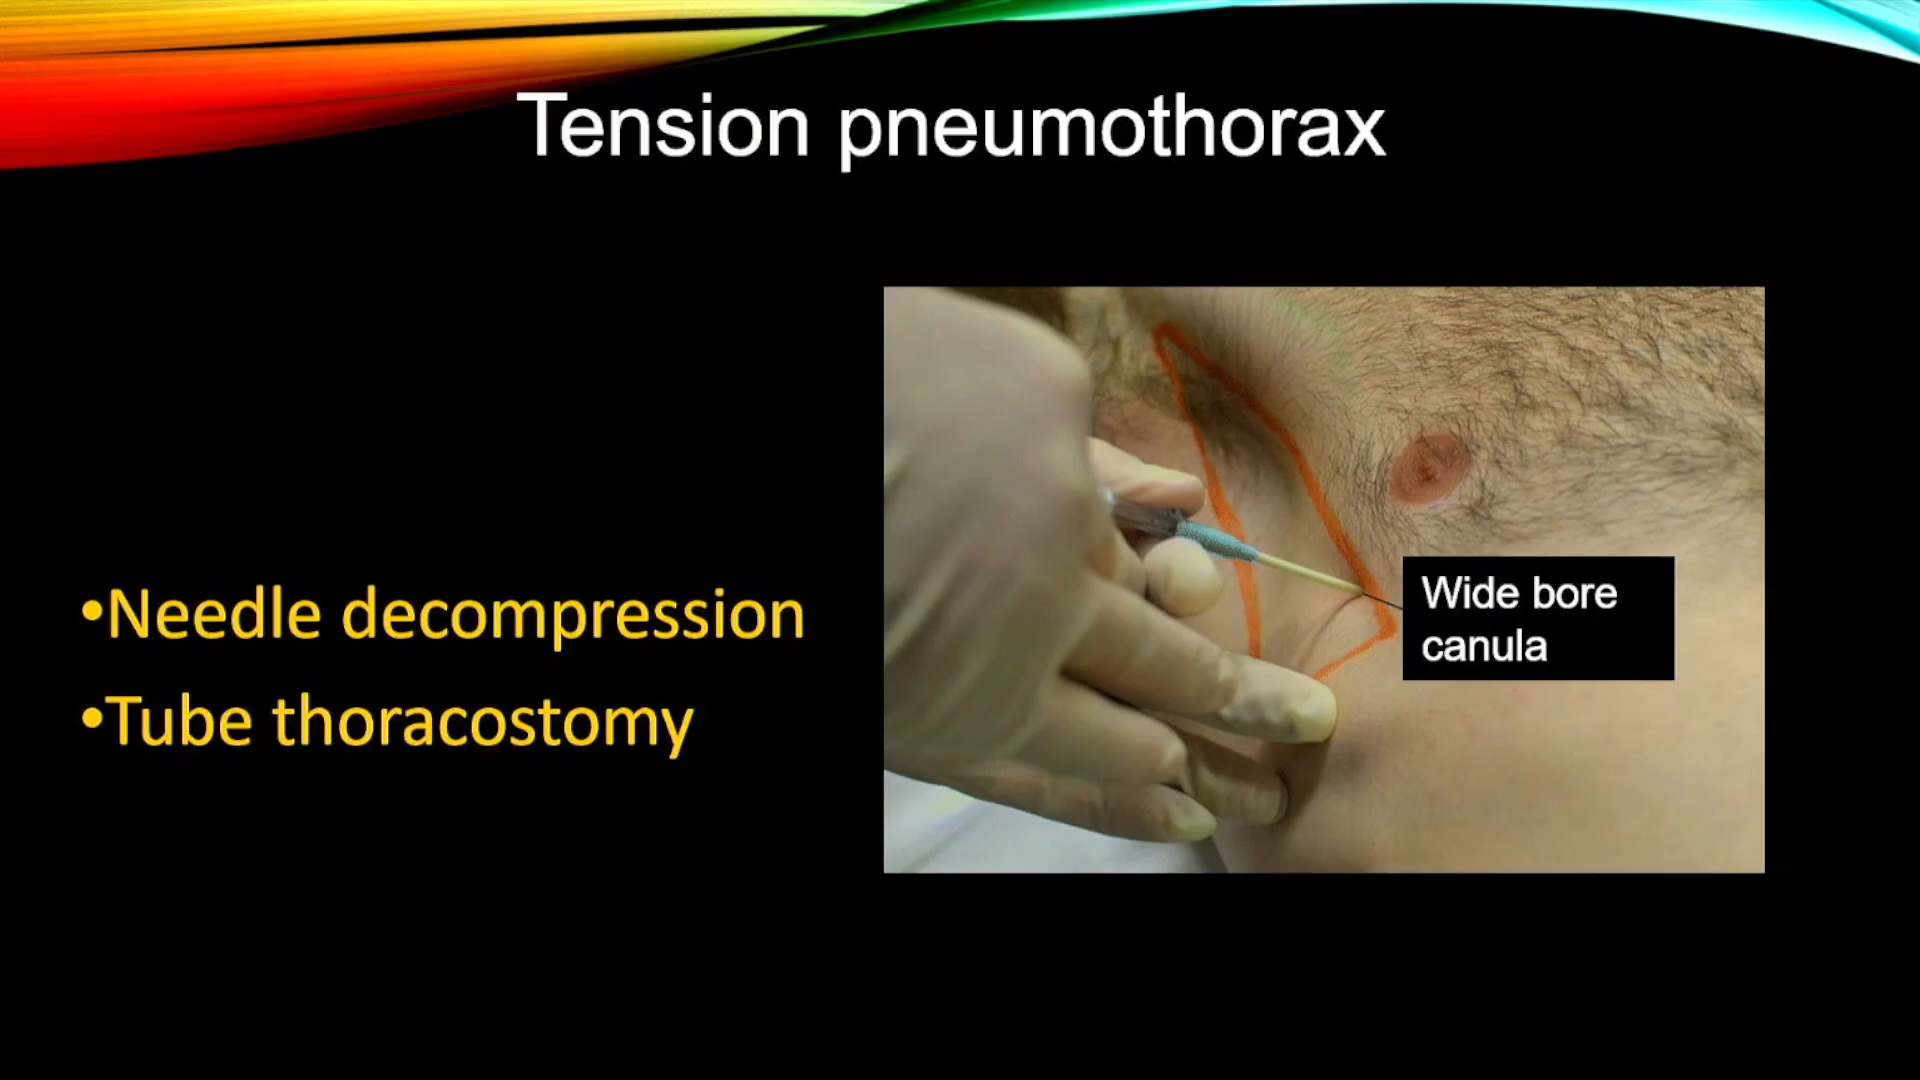 Tension pneumothorax
•Needle decompression
•Tube thoracostomy
Wide bore
canula